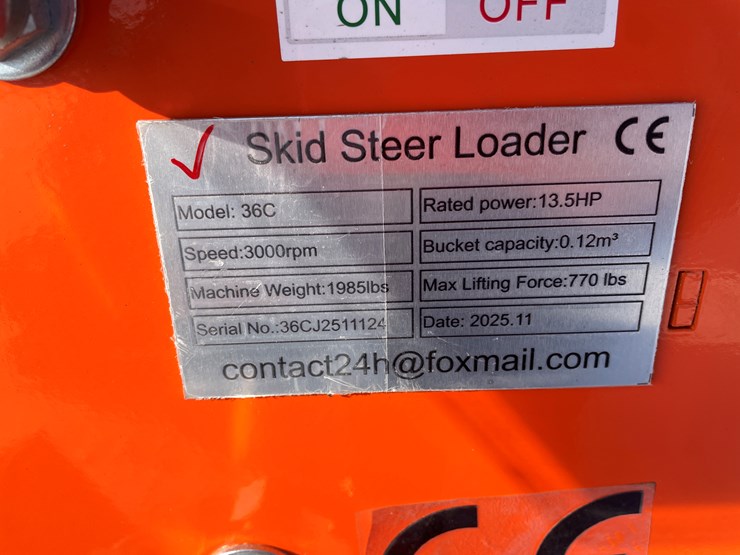 ON OFF
Skid Steer Loader CE
Model: 36C
Rated power:13.5HP
Speed:3000rpm
Bucket capacity:0.12m³
Machine Weight:1985lbs
Max Lifting Force:770 lbs
Serial No.:36CJ2511124
Date: 2025.11
contact24h@foxmail.com
CE